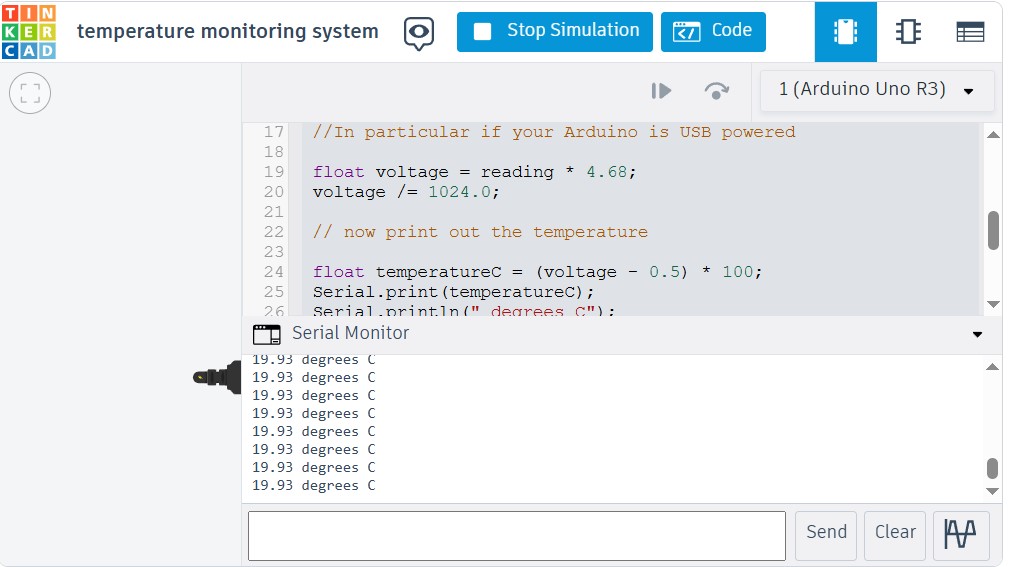 TIN
KER
CAD
temperature monitoring system
Stop Simulation
Code
1 (Arduino Uno R3)
17 //In particular if your Arduino is USB powered
18
19 float voltage = reading * 4.68;
20 voltage /= 1024.0;
21
22 // now print out the temperature
23
24 float temperatureC = (voltage - 0.5) * 100;
25 Serial.print(temperatureC);
26 Serial.println(" degrees C");
Serial Monitor
19.93 degrees C
19.93 degrees C
19.93 degrees C
19.93 degrees C
19.93 degrees C
19.93 degrees C
19.93 degrees C
19.93 degrees C
Send
Clear